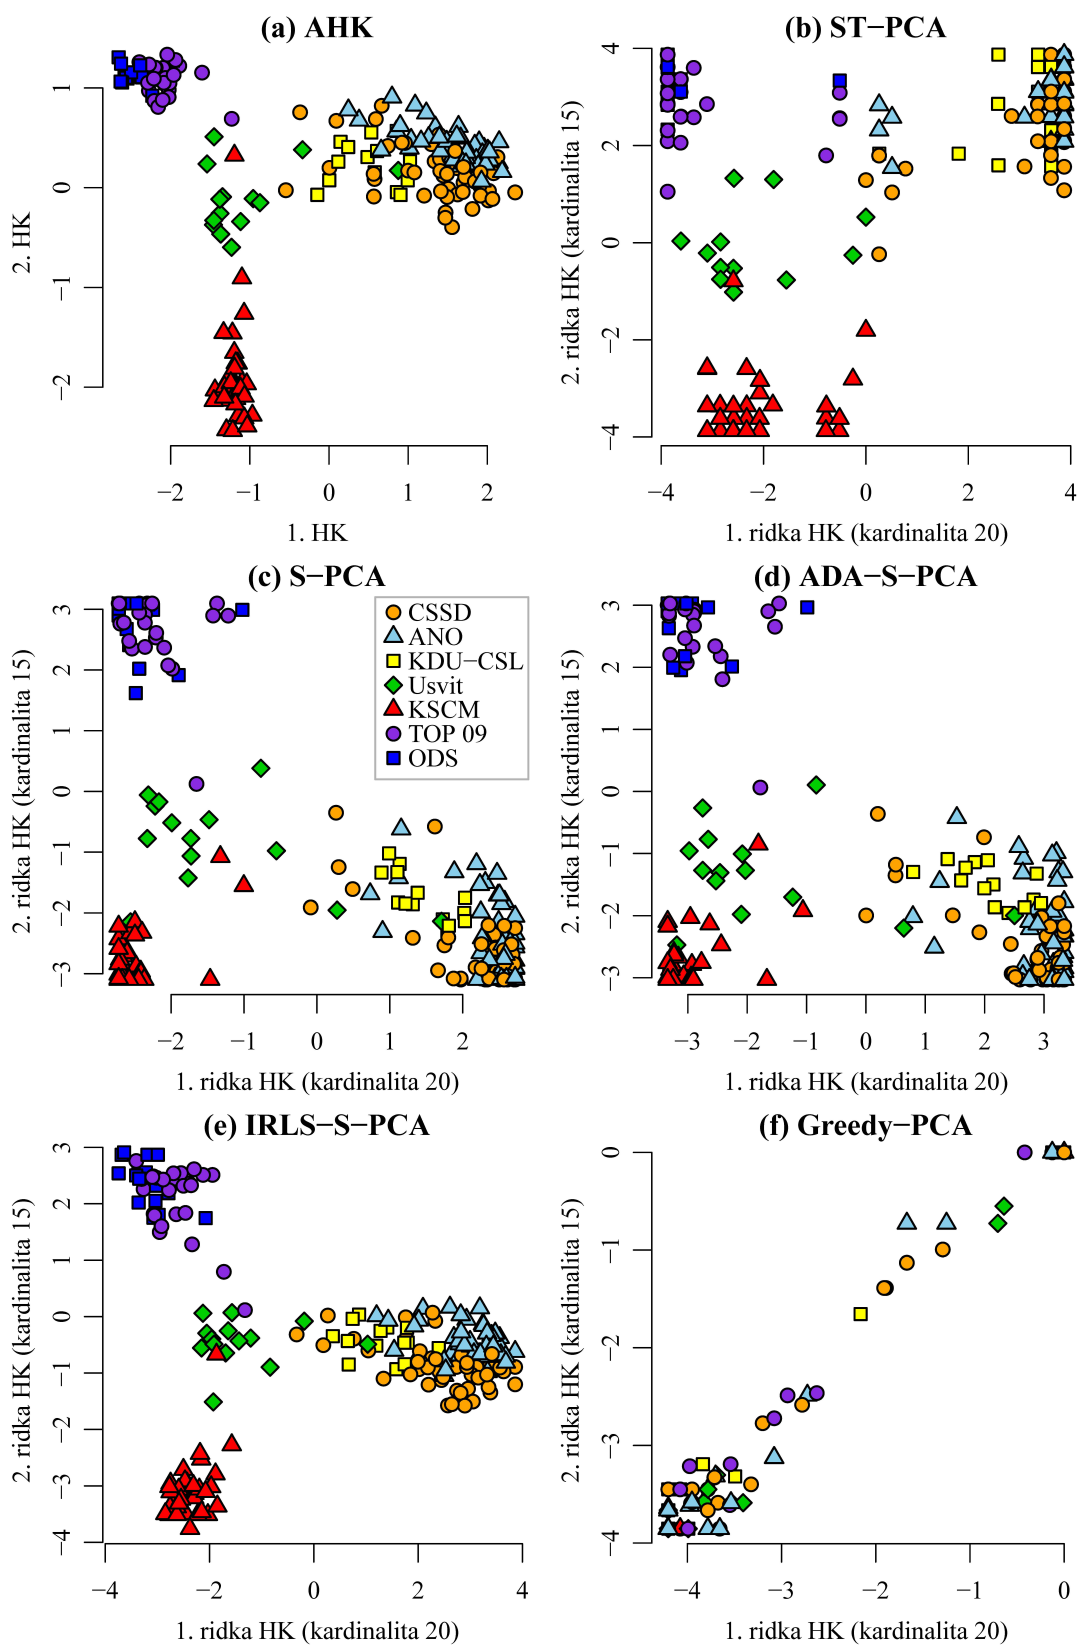 (a) AHK
1
0
−1
−2
2. HK
−2
−1
0
1
2
1. HK
(b) ST−PCA
4
2
0
−2
−4
2. ridka HK (kardinalita 15)
−4
−2
0
2
4
1. ridka HK (kardinalita 20)
(c) S−PCA
3
2
1
0
−1
−2
−3
2. ridka HK (kardinalita 15)
CSSD
ANO
KDU−CSL
Usvit
KSCM
TOP 09
ODS
−2
−1
0
1
2
1. ridka HK (kardinalita 20)
(d) ADA−S−PCA
3
2
1
0
−1
−2
−3
2. ridka HK (kardinalita 15)
−3
−2
−1
0
1
2
3
1. ridka HK (kardinalita 20)
(e) IRLS−S−PCA
3
2
1
0
−1
−2
−3
−4
2. ridka HK (kardinalita 15)
−4
−2
0
2
4
1. ridka HK (kardinalita 20)
(f) Greedy−PCA
0
−1
−2
−3
−4
2. ridka HK (kardinalita 15)
−4
−3
−2
−1
0
1. ridka HK (kardinalita 20)